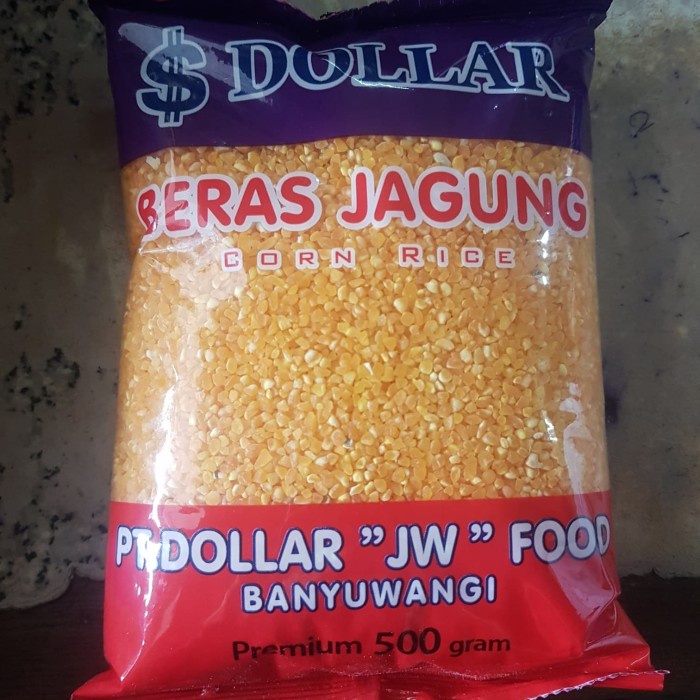 $ DOLLAR
BERAS JAGUNG
CORN RICE
PT.DOLLAR "JW" FOOD
BANYUWANGI
Premium 500 gram